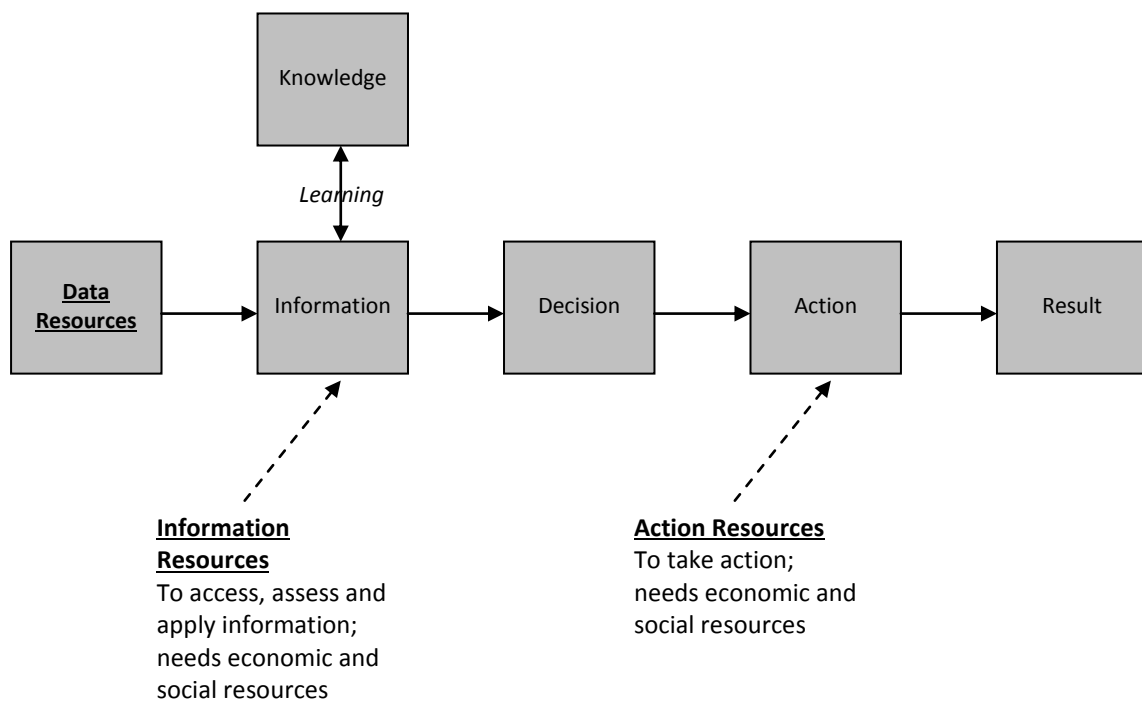 Knowledge
Learning
Data
Resources
Information
Decision
Action
Result
Information
Resources
To access, assess and
apply information;
needs economic and
social resources
Action Resources
To take action;
needs economic and
social resources